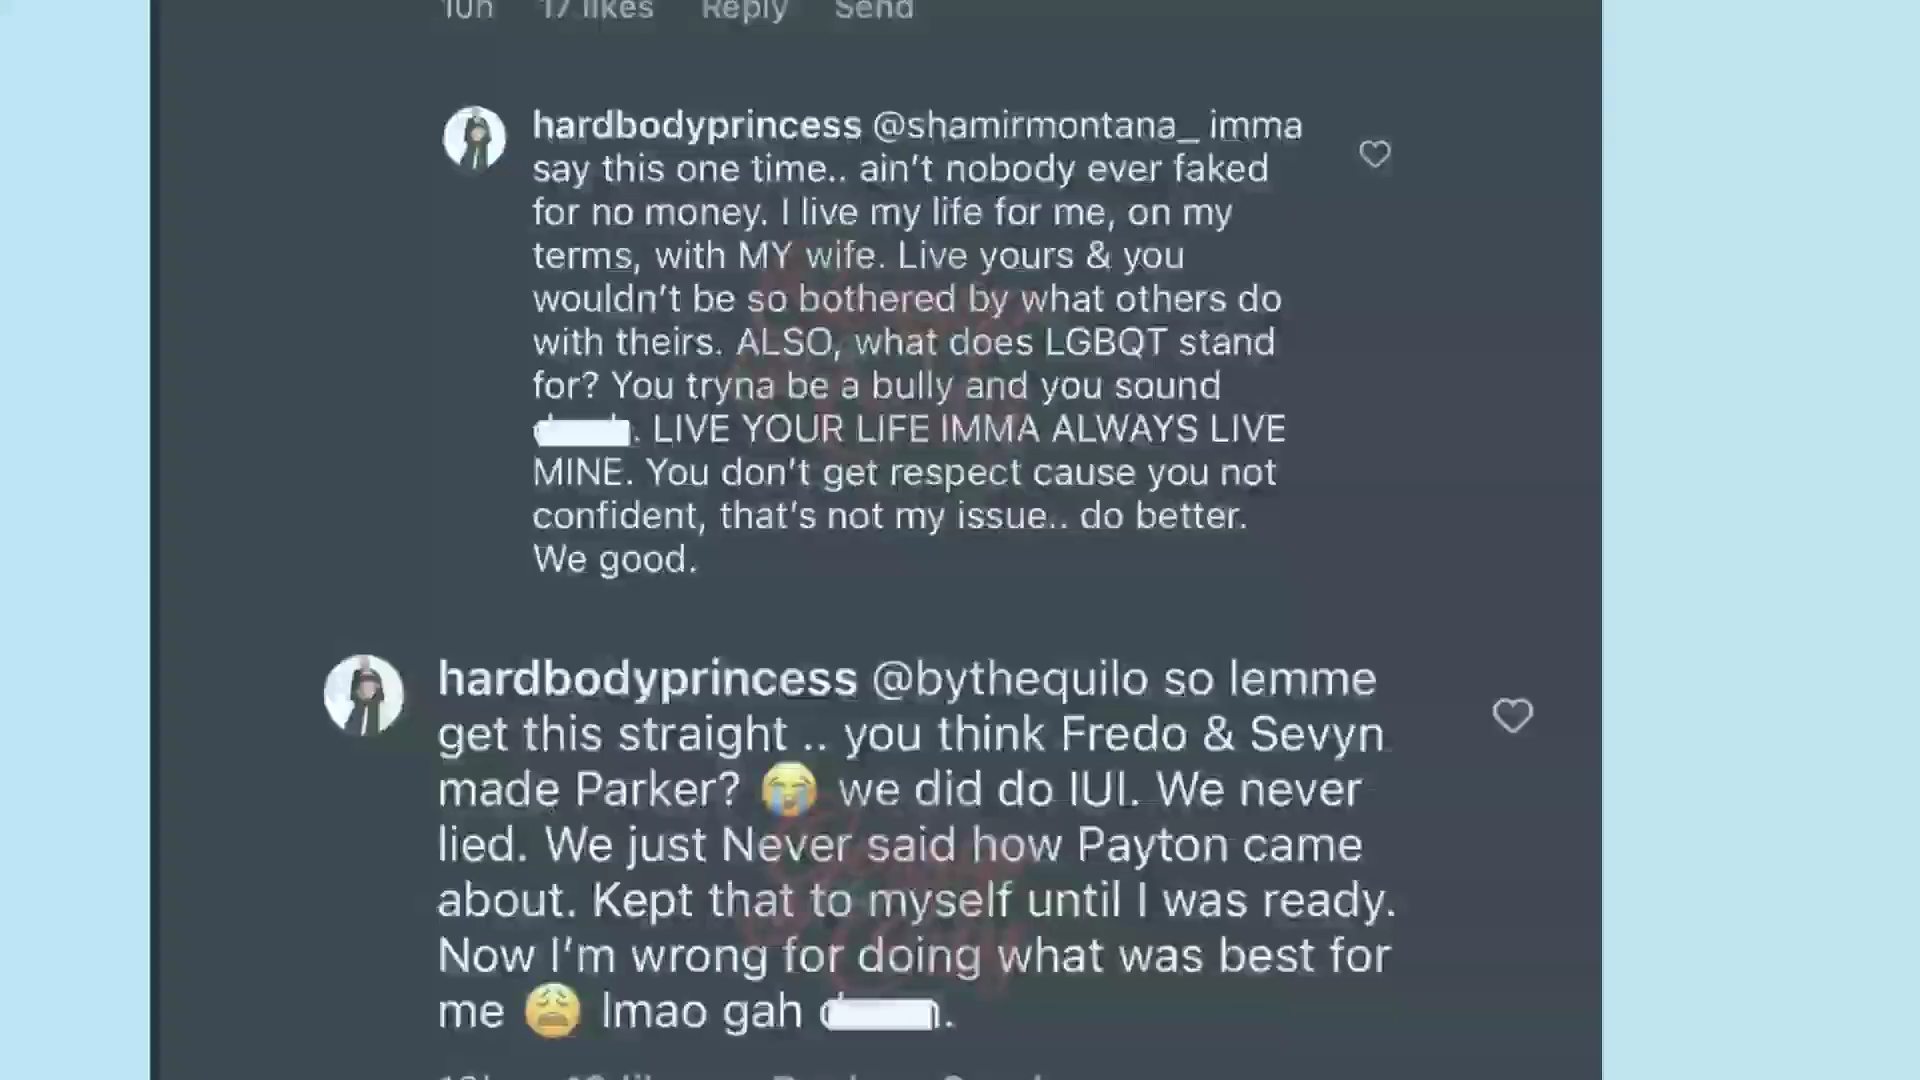 10h 17 likes Reply Send
hardbodyprincess @shamirmontana_ imma
say this one time.. ain't nobody ever faked
for no money. I live my life for me, on my
terms, with MY wife. Live yours & you
wouldn't be so bothered by what others do
with theirs. ALSO, what does LGBQT stand
for? You tryna be a bully and you sound
. LIVE YOUR LIFE IMMA ALWAYS LIVE
MINE. You don't get respect cause you not
confident, that's not my issue.. do better.
We good.
hardbodyprincess @bythequilo so lemme
get this straight .. you think Fredo & Sevyn
made Parker? 😭 we did do IUI. We never
lied. We just Never said how Payton came
about. Kept that to myself until I was ready.
Now I'm wrong for doing what was best for
me 😩 lmao gah